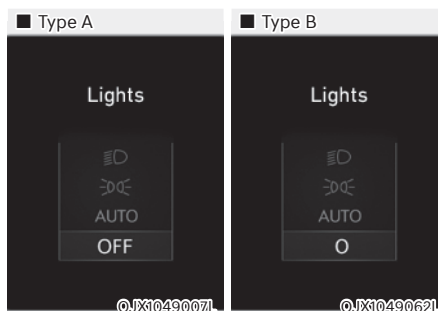 ■ Type A
Lights
AUTO
OFF
OJX1049007L
■ Type B
Lights
AUTO
O
OJX1049062L